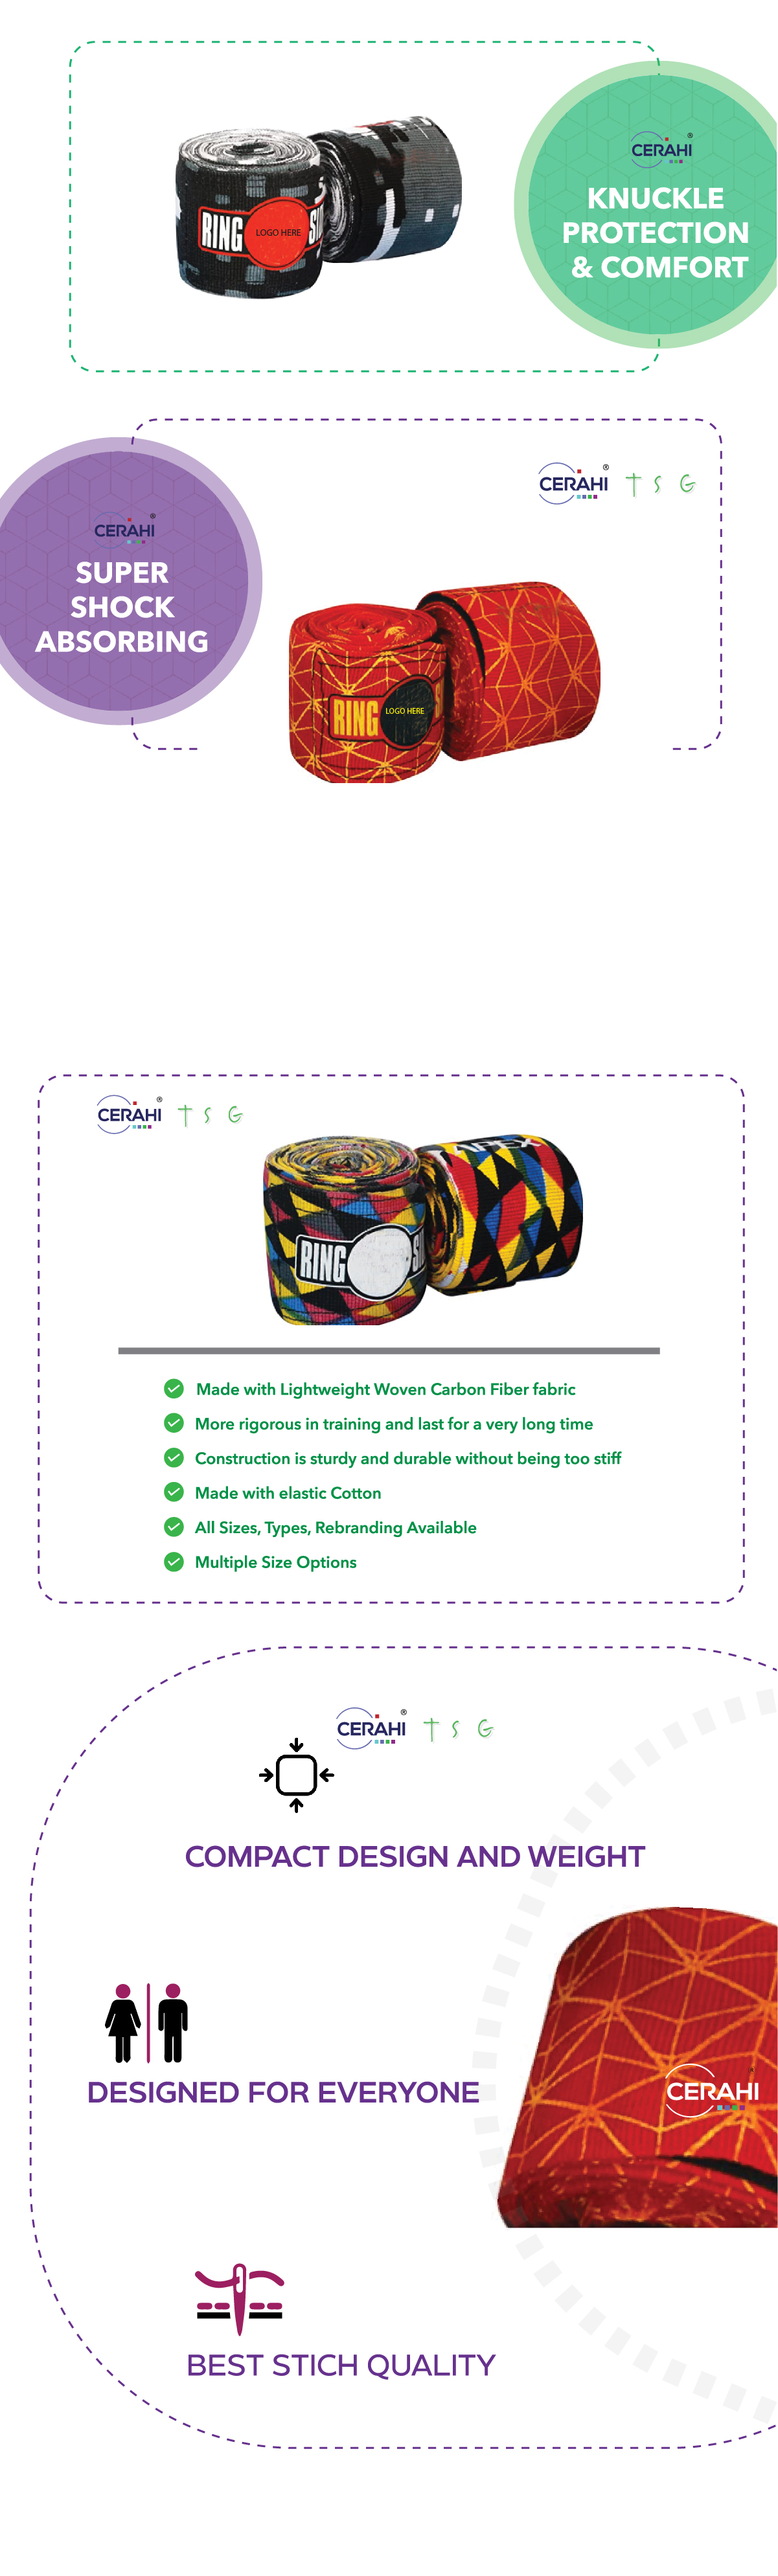 CERAHI ®
KNUCKLE
PROTECTION
& COMFORT
RING
LOGO HERE
CERAHI ® T S G
CERAHI ®
SUPER
SHOCK
ABSORBING
RING
LOGO HERE
CERAHI ® T S G
RING
Made with Lightweight Woven Carbon Fiber fabric
More rigorous in training and last for a very long time
Construction is sturdy and durable without being too stiff
Made with elastic Cotton
All Sizes, Types, Rebranding Available
Multiple Size Options
CERAHI ® T S G
COMPACT DESIGN AND WEIGHT
CERAHI
DESIGNED FOR EVERYONE
BEST STICH QUALITY